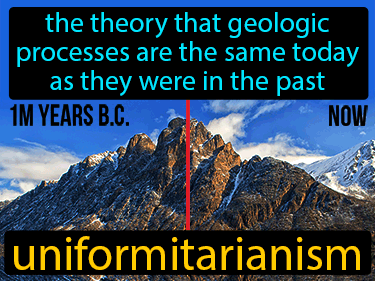 the theory that geologic
processes are the same today
as they were in the past
1M YEARS B.C.
NOW
uniformitarianism